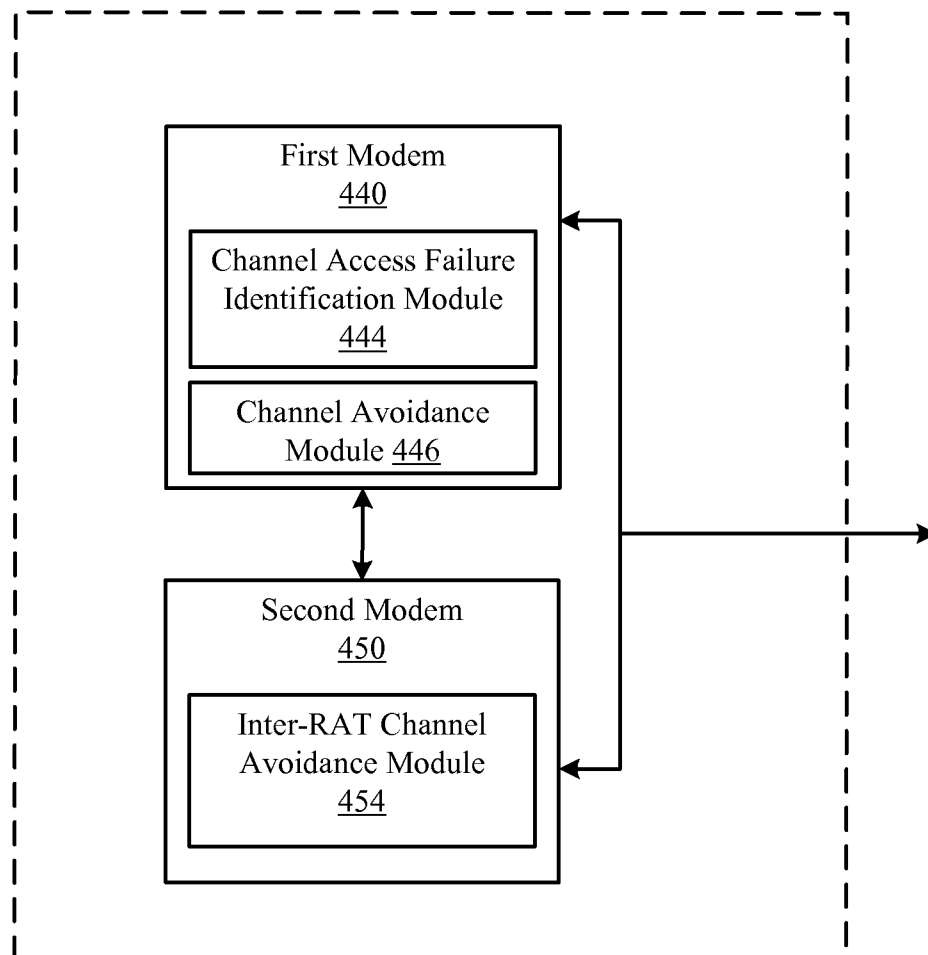 First Modem
440
Channel Access Failure
Identification Module
444
Channel Avoidance
Module 446
Second Modem
450
Inter-RAT Channel
Avoidance Module
454